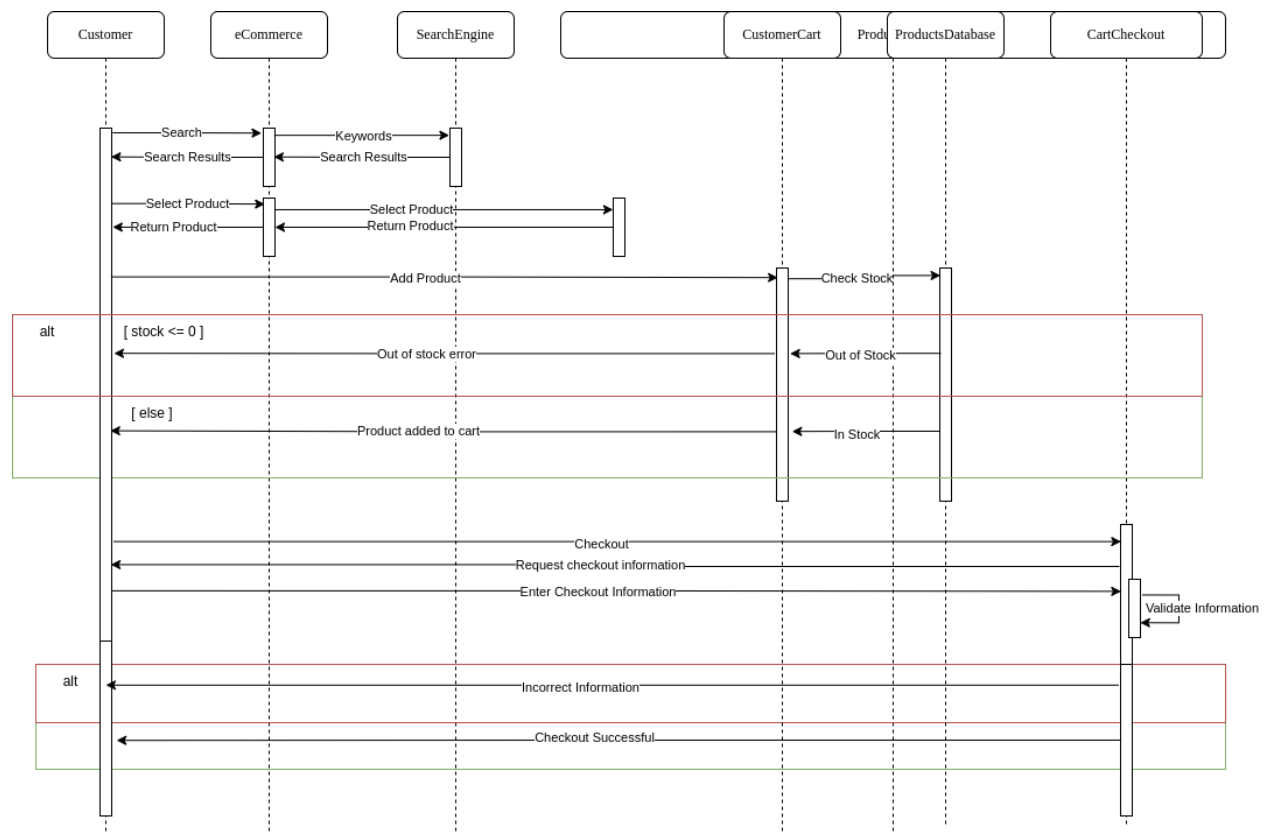 Customer
eCommerce
SearchEngine
CustomerCart
Produ
ProductsDatabase
CartCheckout
Search
Keywords
Search Results
Search Results
Select Product
Select Product
Return Product
Return Product
Add Product
Check Stock
alt
[ stock <= 0 ]
Out of stock error
Out of Stock
[ else ]
Product added to cart
In Stock
Checkout
Request checkout information
Enter Checkout Information
Validate Information
alt
Incorrect Information
Checkout Successful